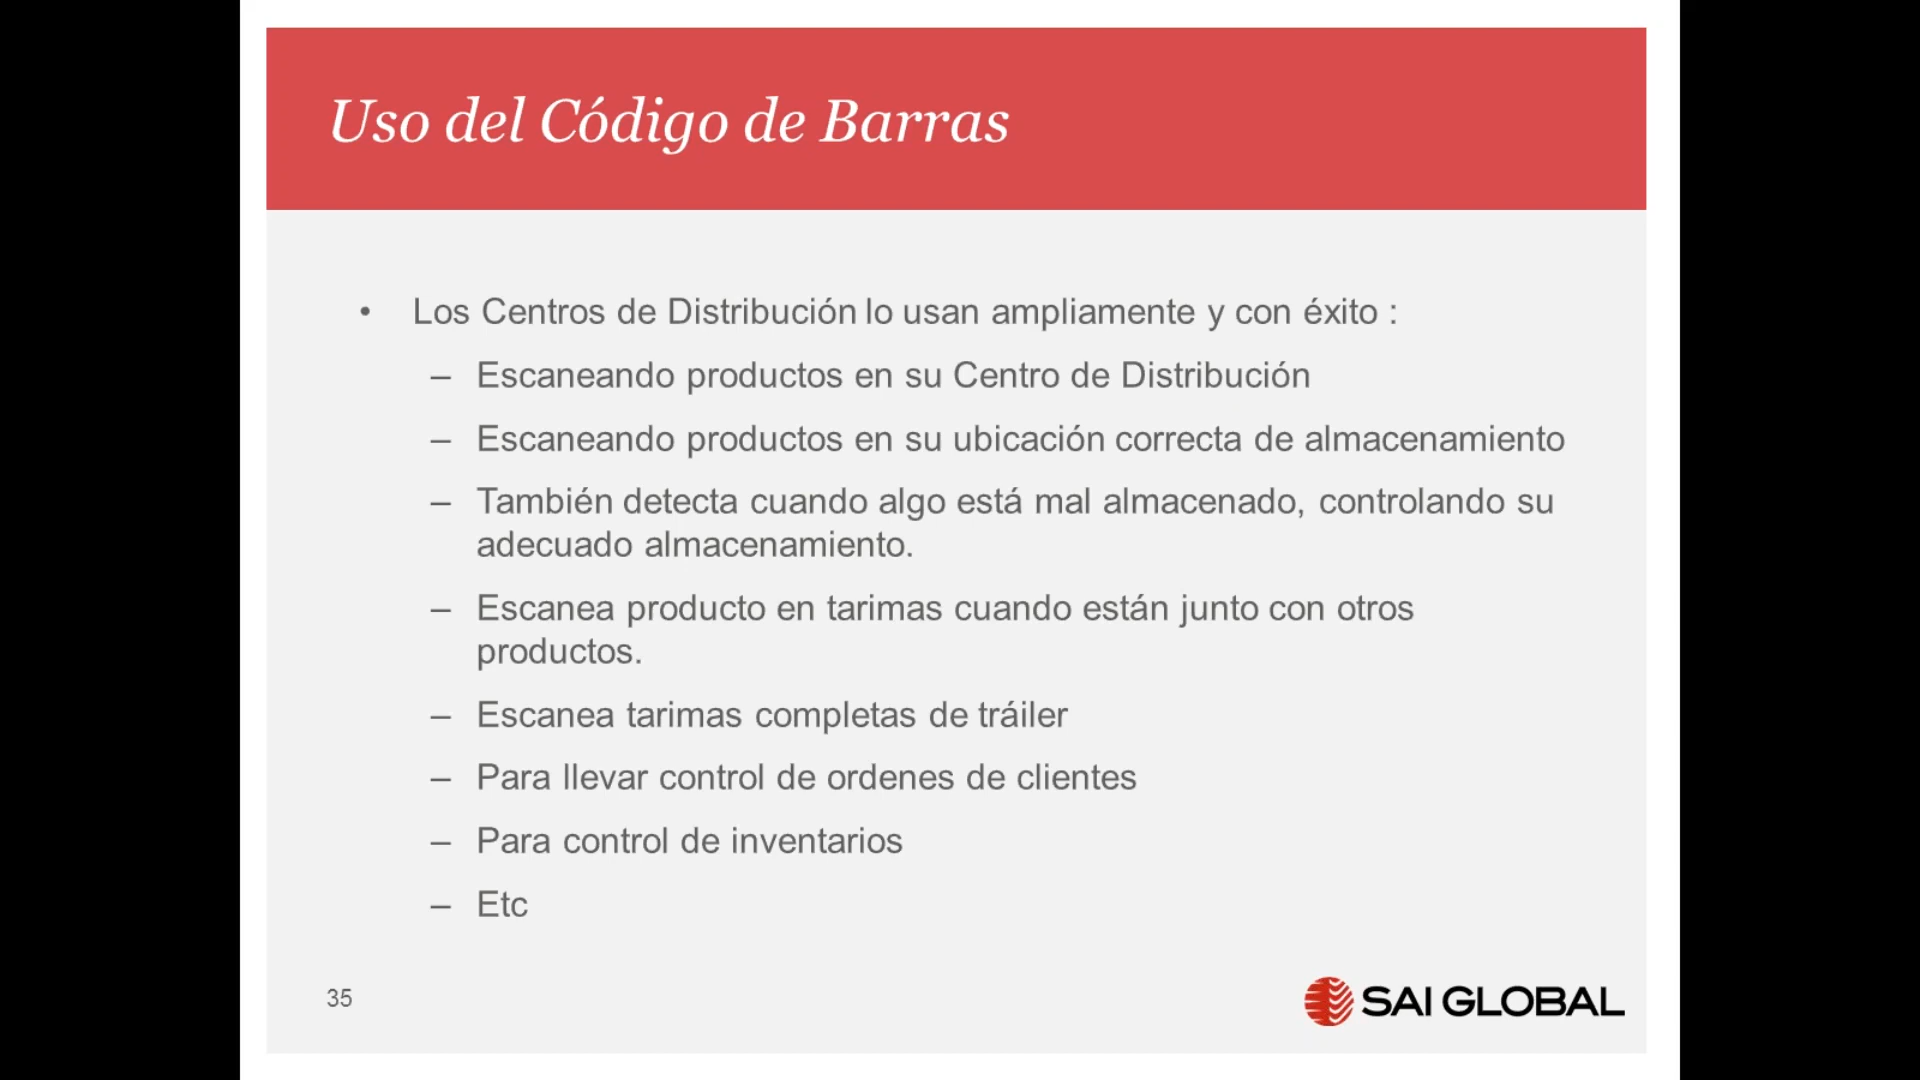 Uso del Código de Barras
• Los Centros de Distribución lo usan ampliamente y con éxito :
– Escaneando productos en su Centro de Distribución
– Escaneando productos en su ubicación correcta de almacenamiento
– También detecta cuando algo está mal almacenado, controlando su
adecuado almacenamiento.
– Escanea producto en tarimas cuando están junto con otros
productos.
– Escanea tarimas completas de tráiler
– Para llevar control de ordenes de clientes
– Para control de inventarios
– Etc
35
SAI GLOBAL